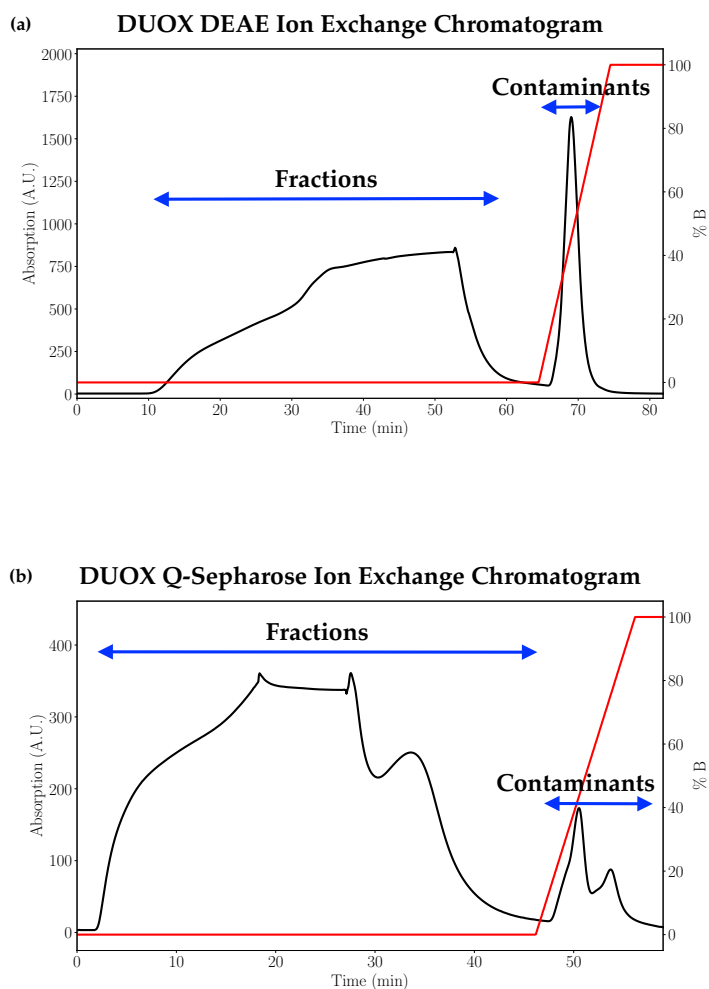 (a) DUOX DEAE Ion Exchange Chromatogram
2000
1750
1500
1250
1000
750
500
250
0
Absorption (A.U.)
Fractions
Contaminants
100
80
60
40
20
0
% B
0 10 20 30 40 50 60 70 80
Time (min)
(b) DUOX Q-Sepharose Ion Exchange Chromatogram
400
300
200
100
0
Absorption (A.U.)
Fractions
Contaminants
100
80
60
40
20
0
% B
0 10 20 30 40 50
Time (min)